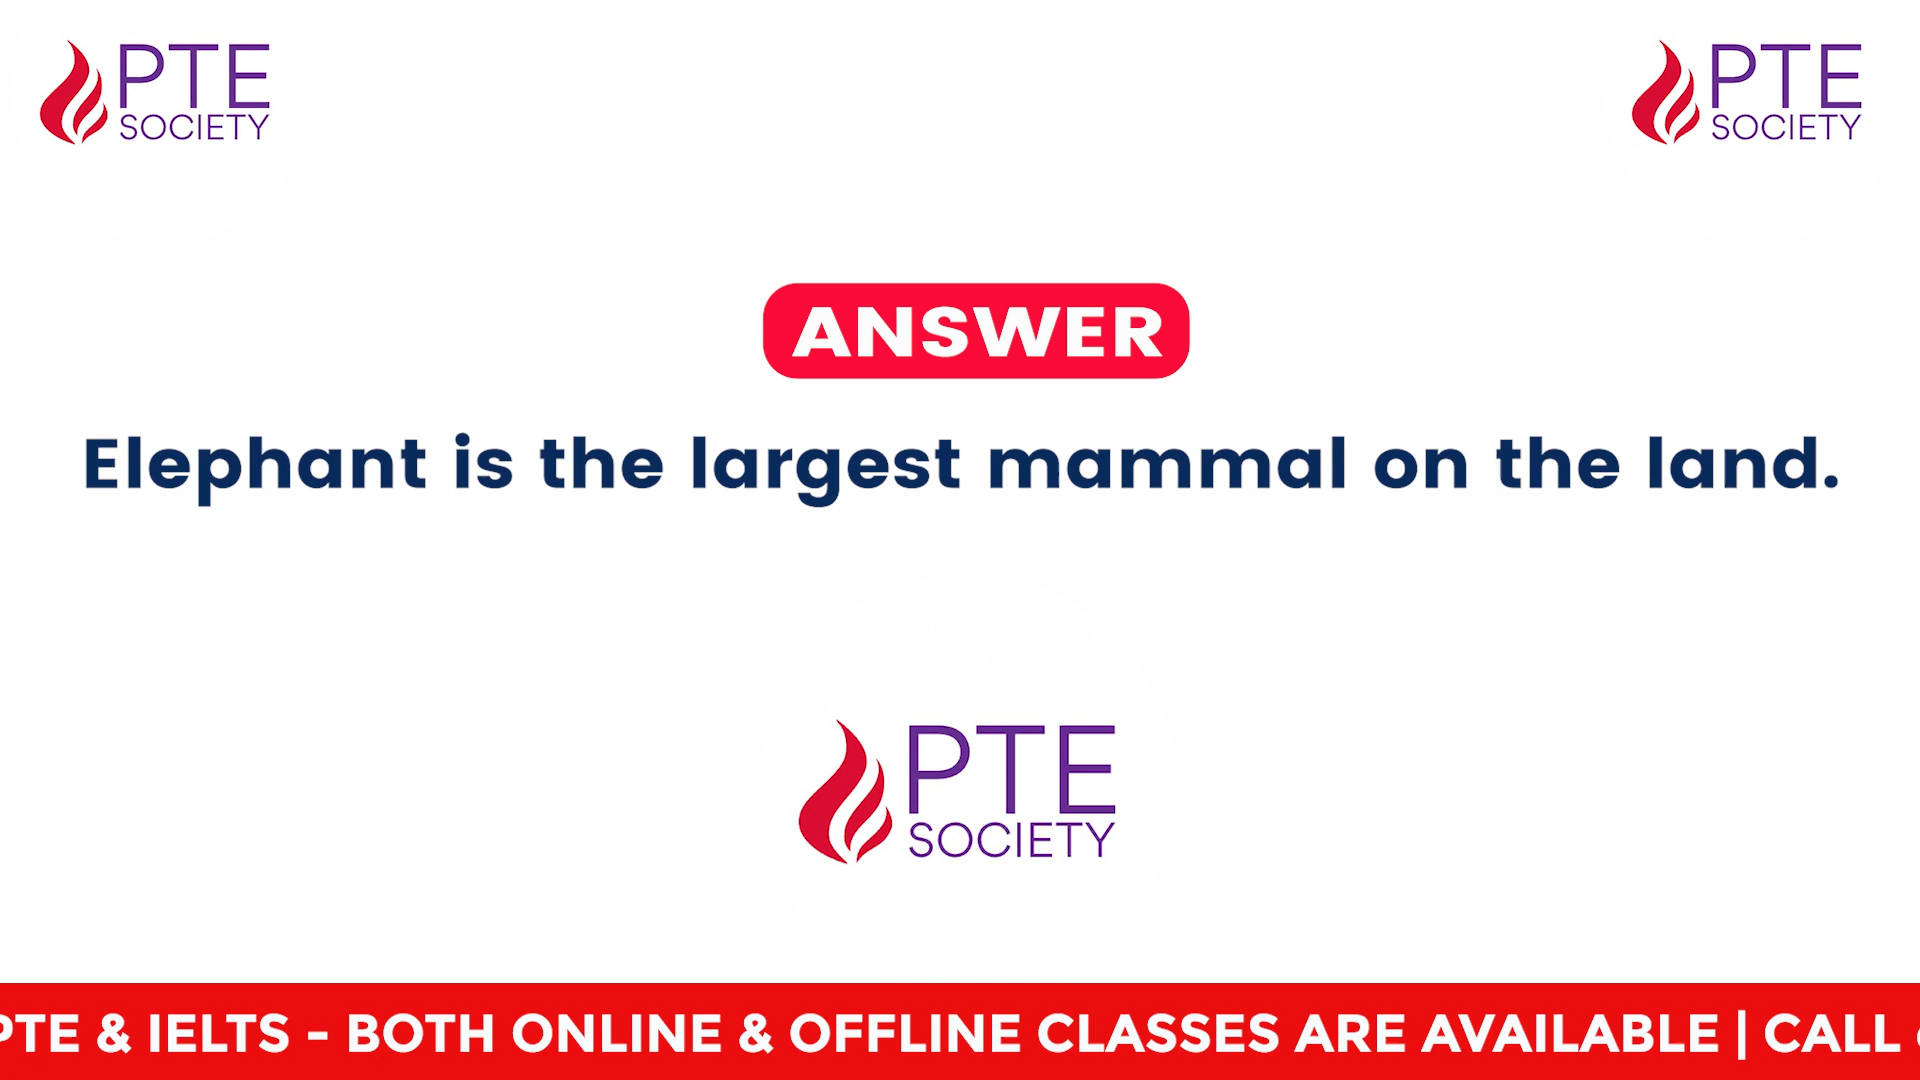 PTE
SOCIETY
PTE
SOCIETY
ANSWER
Elephant is the largest mammal on the land.
PTE
SOCIETY
PTE & IELTS - BOTH ONLINE & OFFLINE CLASSES ARE AVAILABLE | CALL